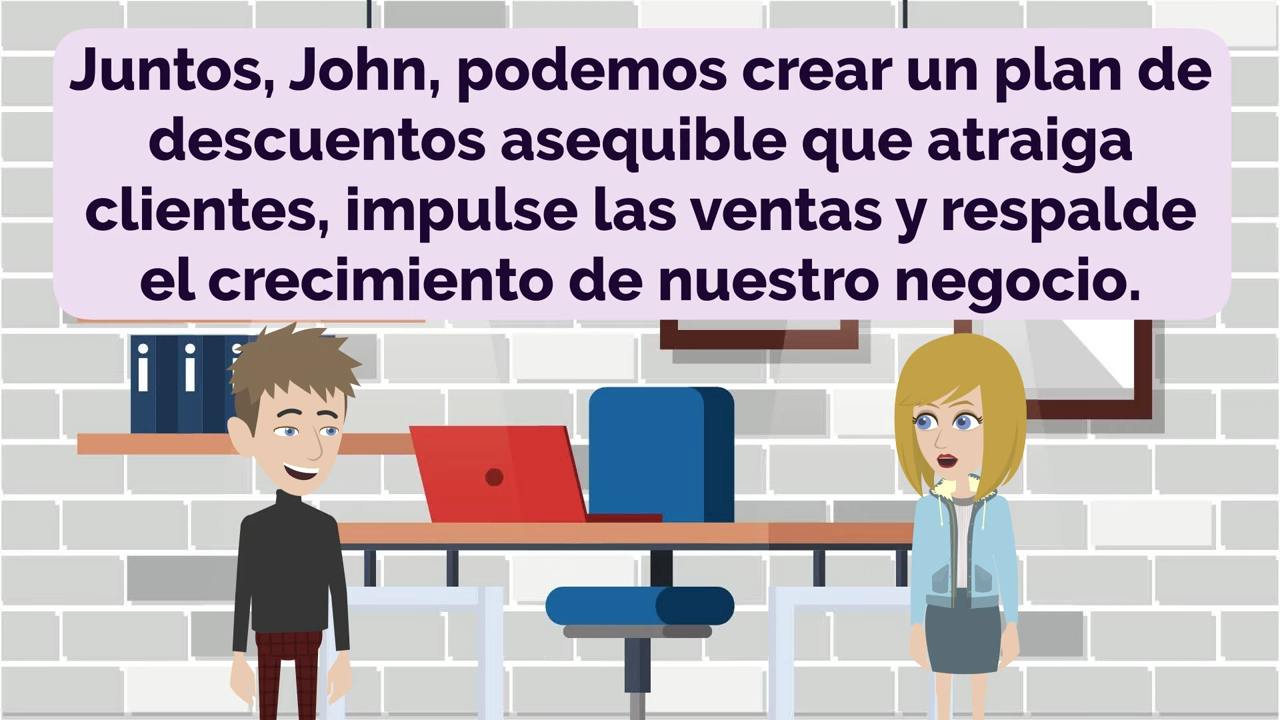 Juntos, John, podemos crear un plan de
descuentos asequible que atraiga
clientes, impulse las ventas y respalde
el crecimiento de nuestro negocio.